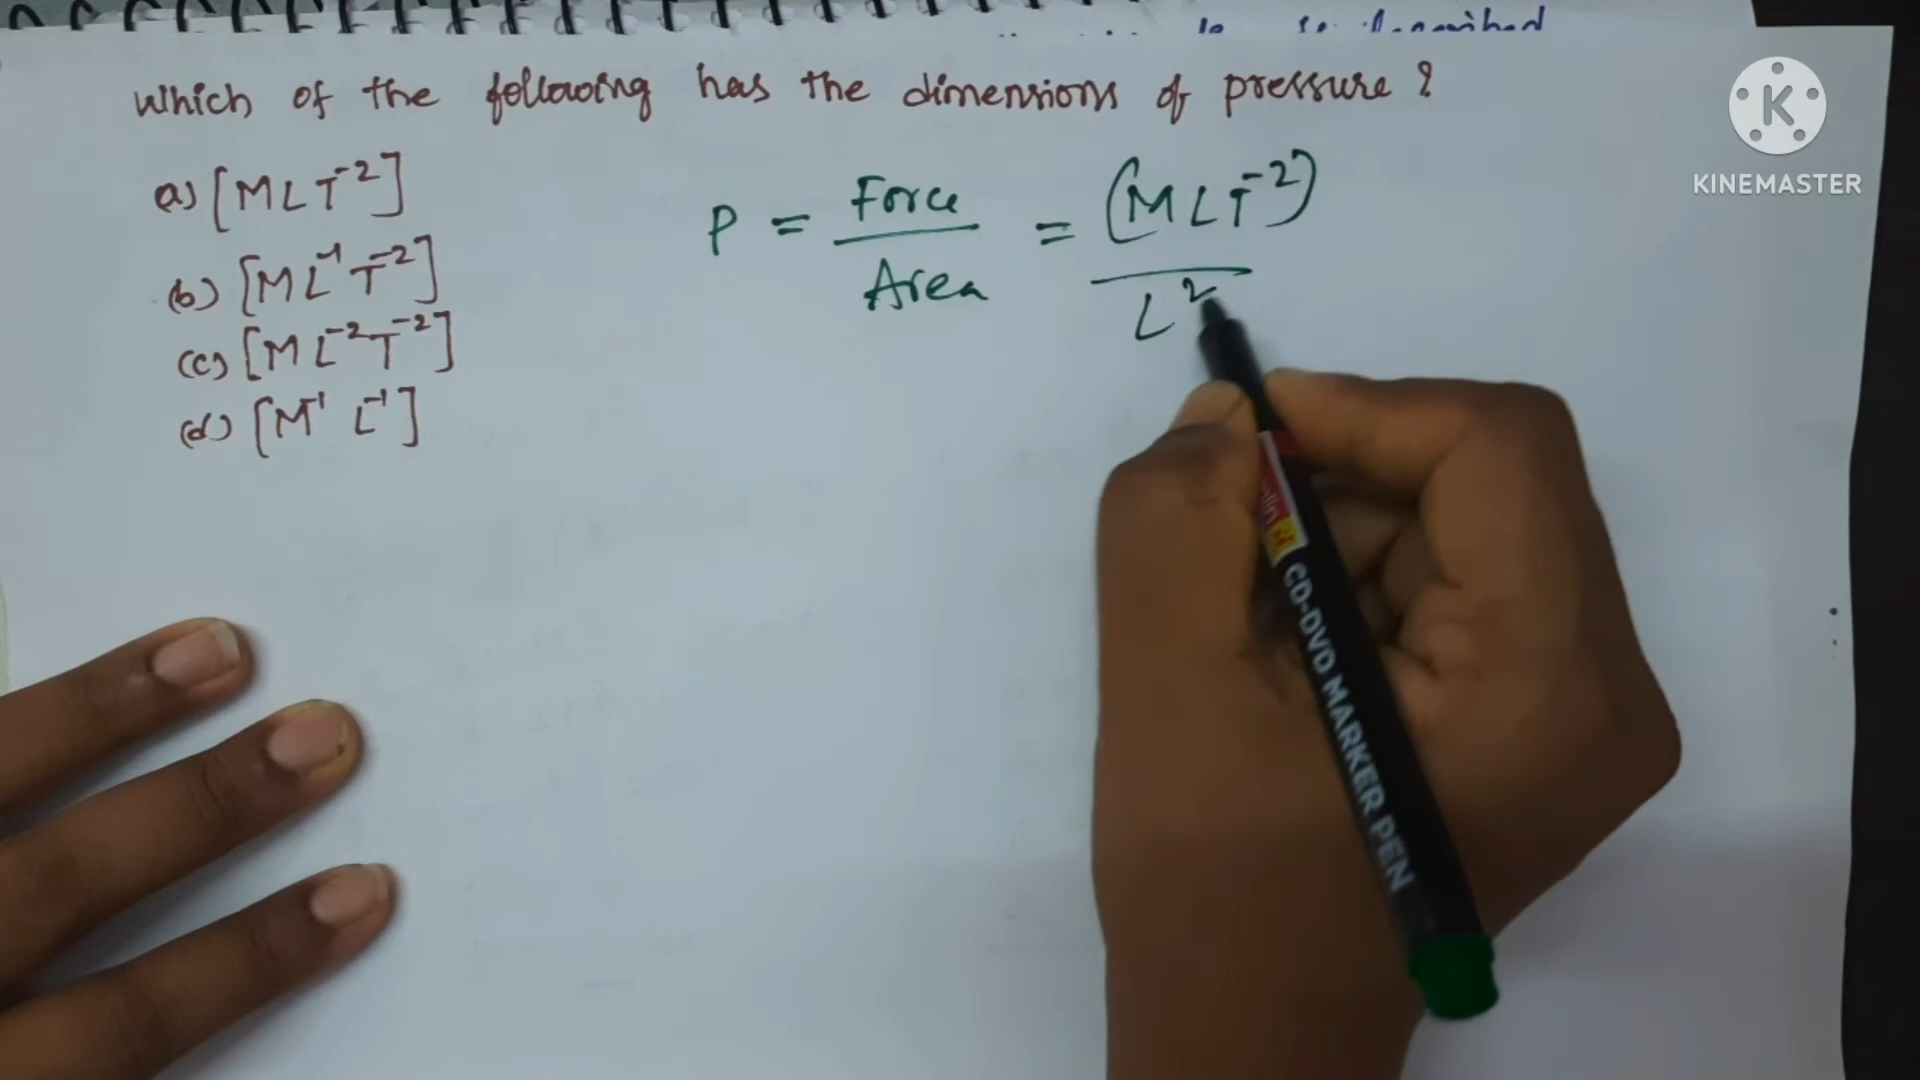 Which of the following has the dimensions of pressure ?
a) [MLT⁻²]
(b) [ML⁻¹T⁻²]
(c) [ML⁻²T⁻²]
(d) [M⁻¹ L⁻¹]
P = Force / Area = (MLT⁻²) / L²
K
KINEMASTER
CD-DVD MARKER PEN